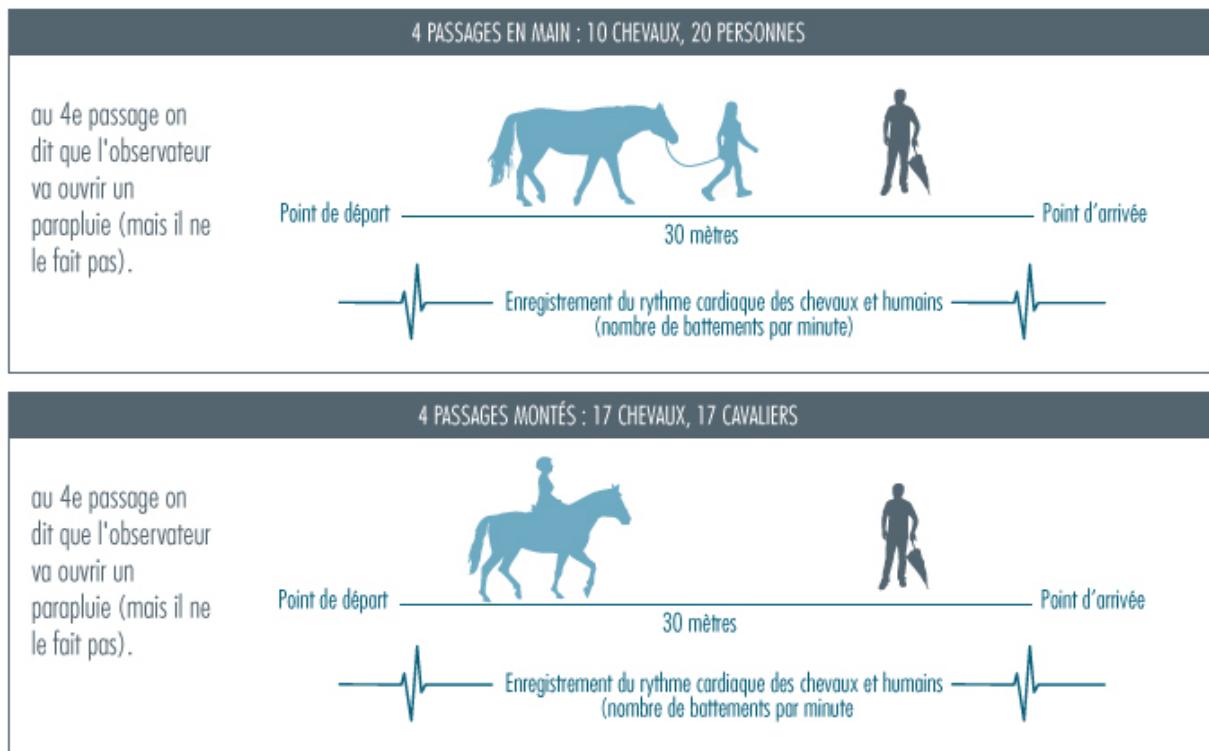 4 PASSAGES EN MAIN : 10 CHEVAUX, 20 PERSONNES
au 4e passage on
dit que l'observateur
va ouvrir un
parapluie (mais il ne
le fait pas).
Point de départ
Point d'arrivée
30 mètres
Enregistrement du rythme cardiaque des chevaux et humains
(nombre de battements par minute)
4 PASSAGES MONTÉS : 17 CHEVAUX, 17 CAVALIERS
au 4e passage on
dit que l'observateur
va ouvrir un
parapluie (mais il ne
le fait pas).
Point de départ
Point d'arrivée
30 mètres
Enregistrement du rythme cardiaque des chevaux et humains
(nombre de battements par minute